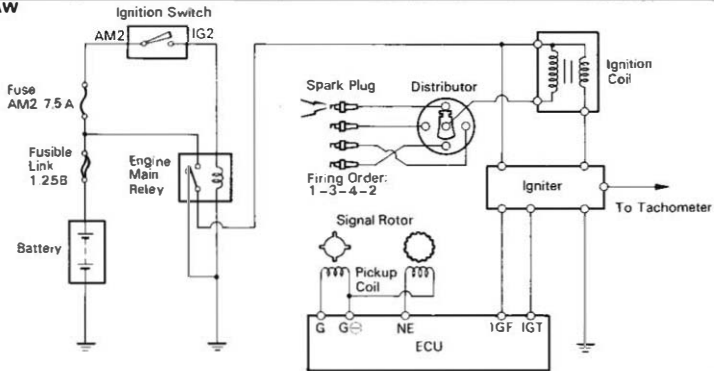 AW
Ignition Switch
AM2
IG2
Fuse
AM2 7.5 A
Fusible
Link
1.25B
Battery
Engine
Main
Reley
Spark Plug
Distributor
Firing Order:
1–3–4–2
Ignition
Coil
Igniter
To Tachometer
Signal Rotor
Pickup
Coil
G
G⊖
NE
IGF
IGT
ECU